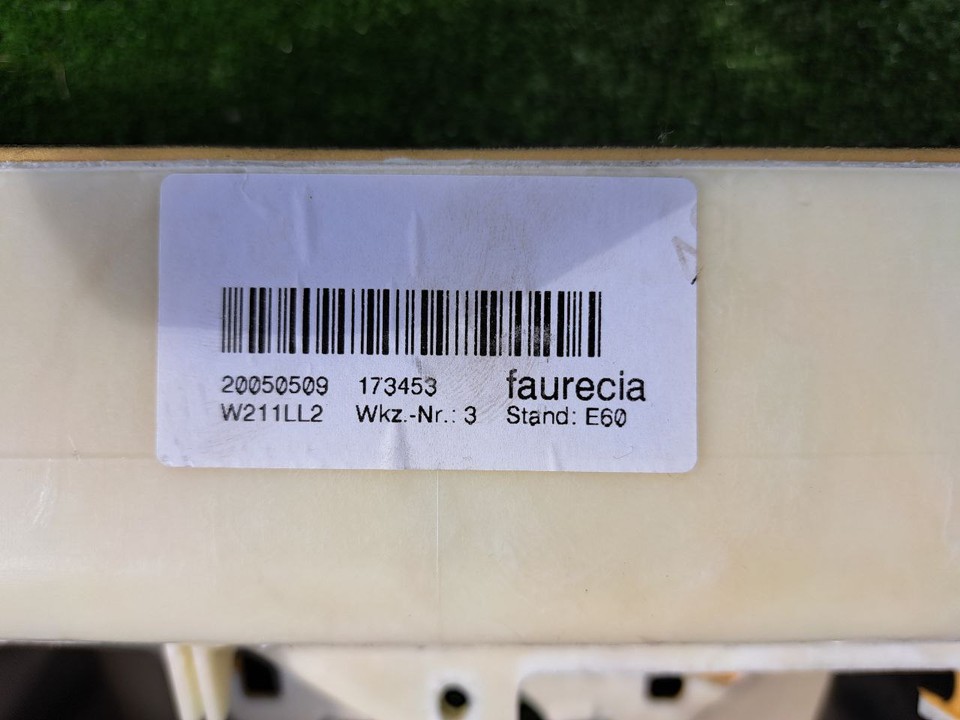 20050509 173453 faurecia
W211LL2 Wkz.-Nr.: 3 Stand: E60